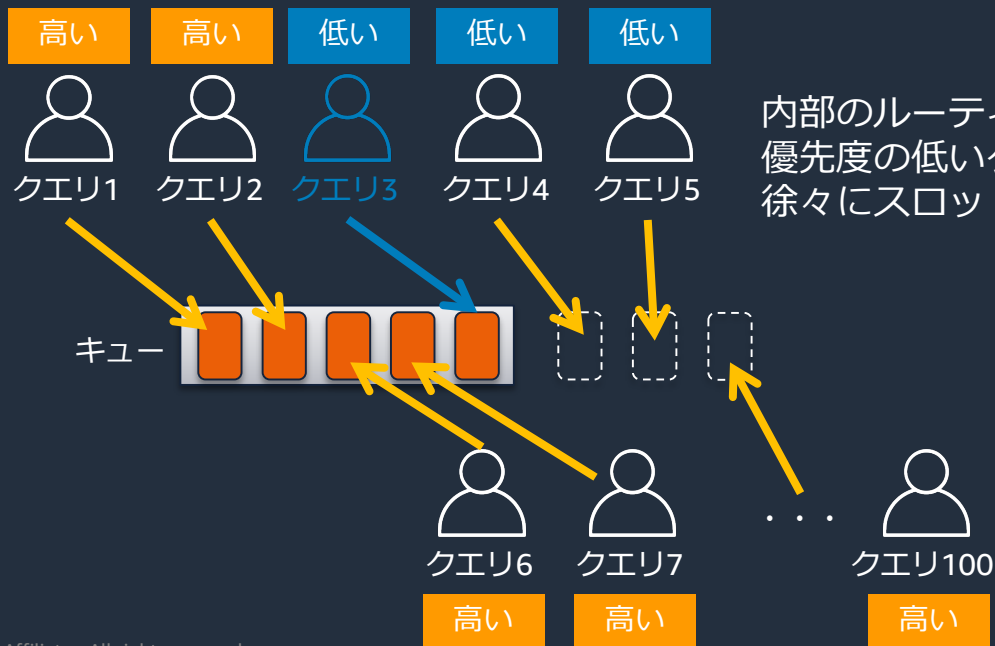 高い 高い 低い 低い 低い
クエリ1 クエリ2 クエリ3 クエリ4 クエリ5
内部のルーティ
優先度の低いク
徐々にスロッ
キュー
・・・
クエリ6 クエリ7 クエリ100
高い 高い 高い